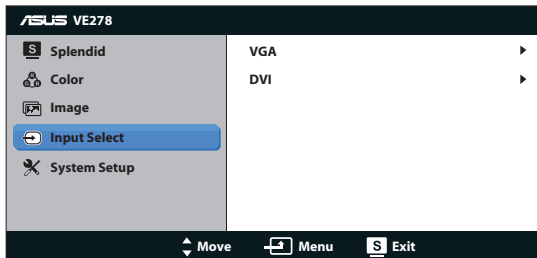 ASUS VE278
S Splendid
Color
Image
Input Select
System Setup
VGA
DVI
Move Menu S Exit